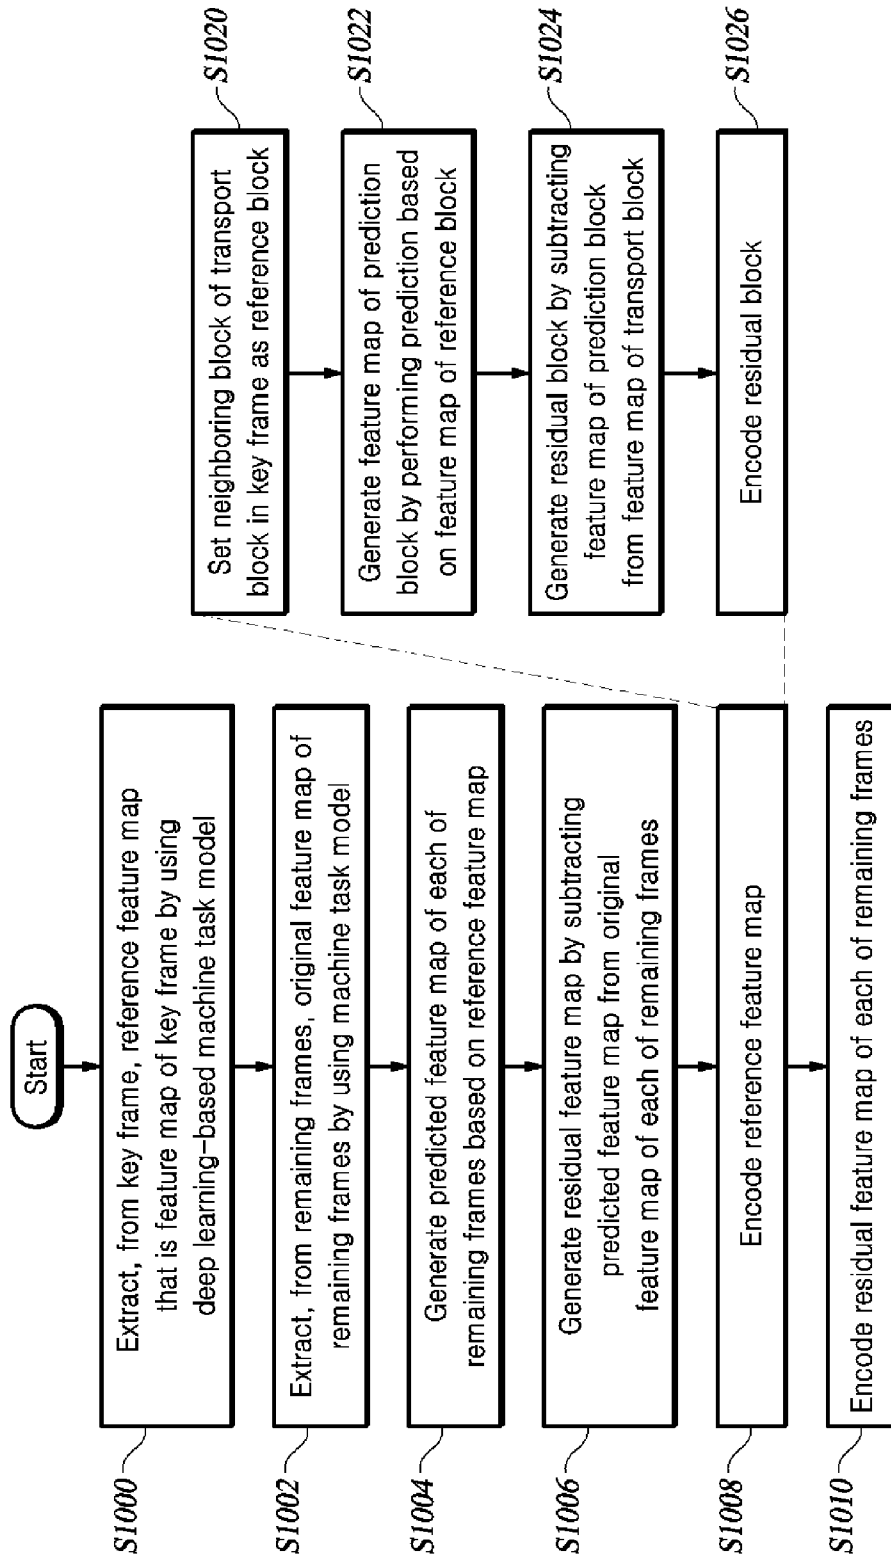 Start
S1000
Extract, from key frame, reference feature map
that is feature map of key frame by using
deep learning-based machine task model
S1002
Extract, from remaining frames, original feature map of
remaining frames by using machine task model
S1004
Generate predicted feature map of each of
remaining frames based on reference feature map
S1006
Generate residual feature map by subtracting
predicted feature map from original
feature map of each of remaining frames
S1008
Encode reference feature map
S1010
Encode residual feature map of each of remaining frames
S1020
Set neighboring block of transport
block in key frame as reference block
S1022
Generate feature map of prediction
block by performing prediction based
on feature map of reference block
S1024
Generate residual block by subtracting
feature map of prediction block
from feature map of transport block
S1026
Encode residual block